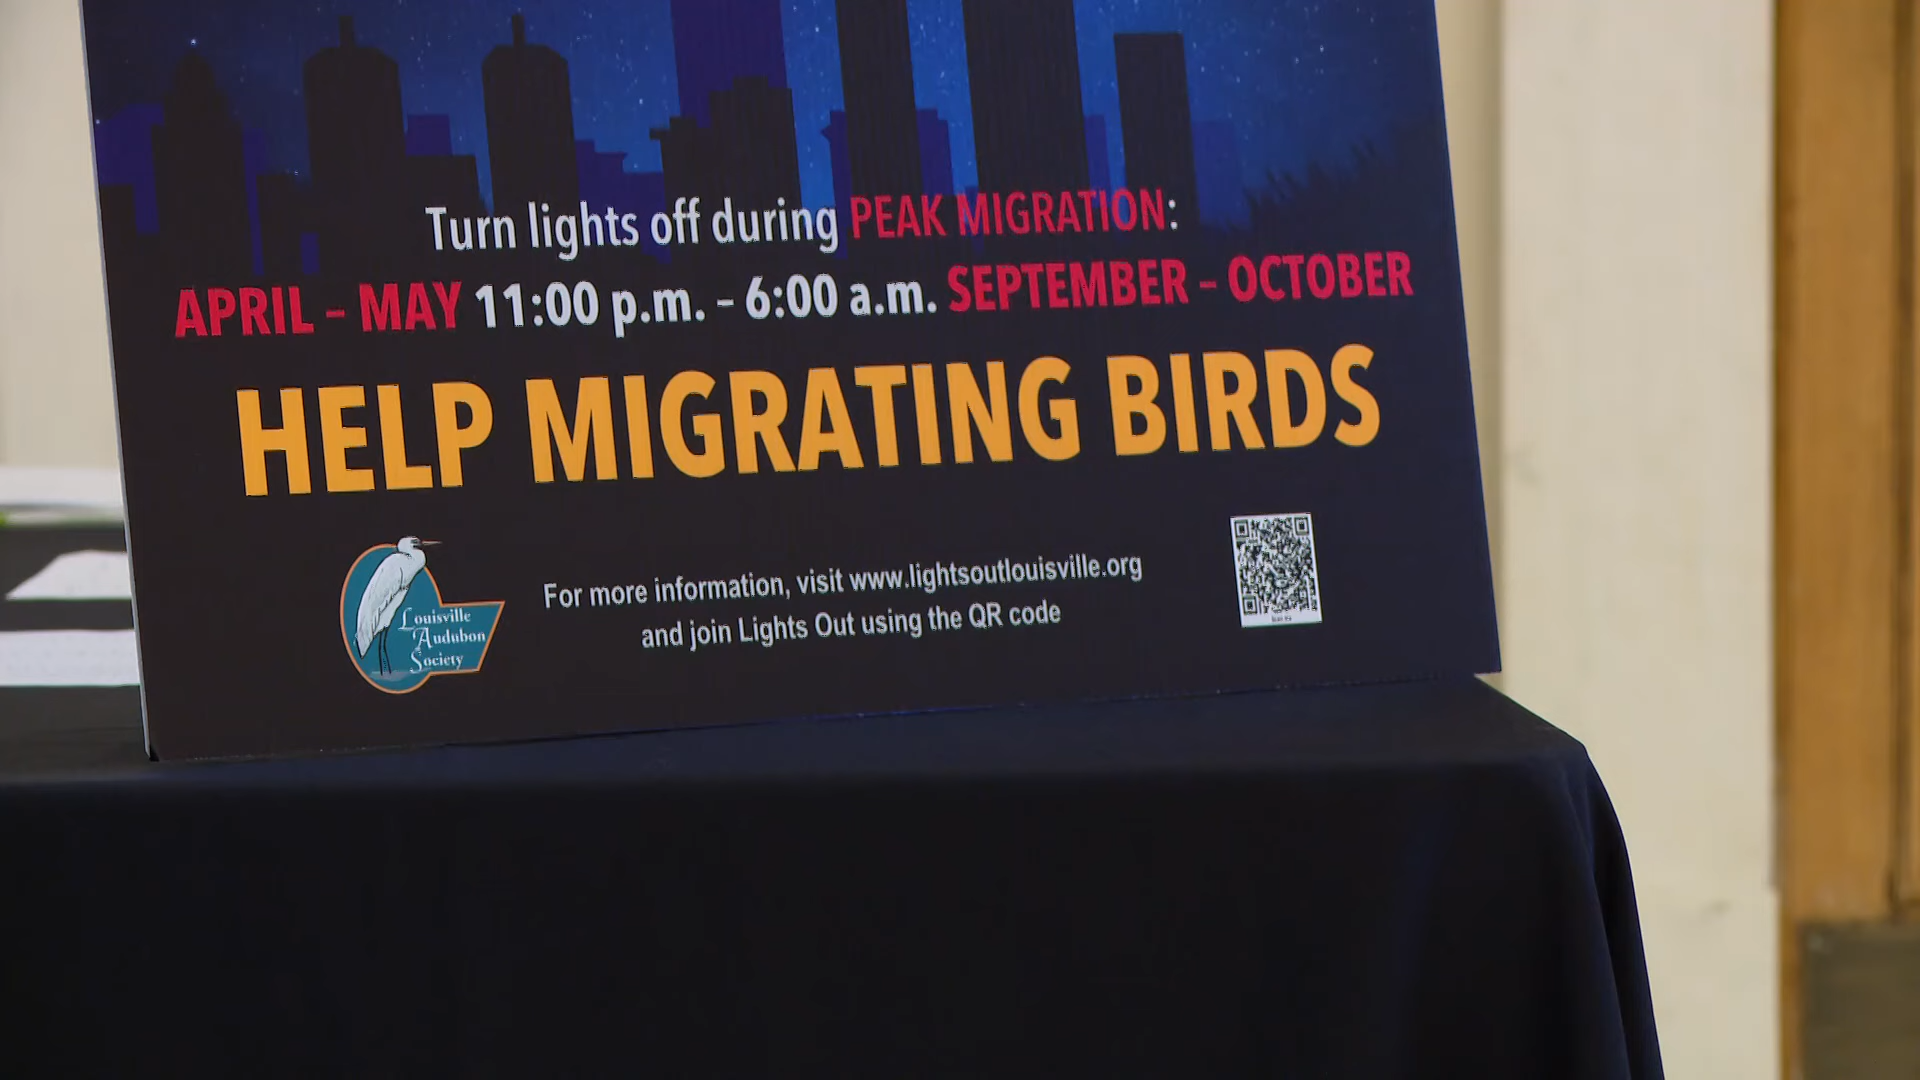 Turn lights off during PEAK MIGRATION:
APRIL – MAY 11:00 p.m. – 6:00 a.m. SEPTEMBER – OCTOBER
HELP MIGRATING BIRDS
Louisville
Audubon
Society
For more information, visit www.lightsoutlouisville.org
and join Lights Out using the QR code